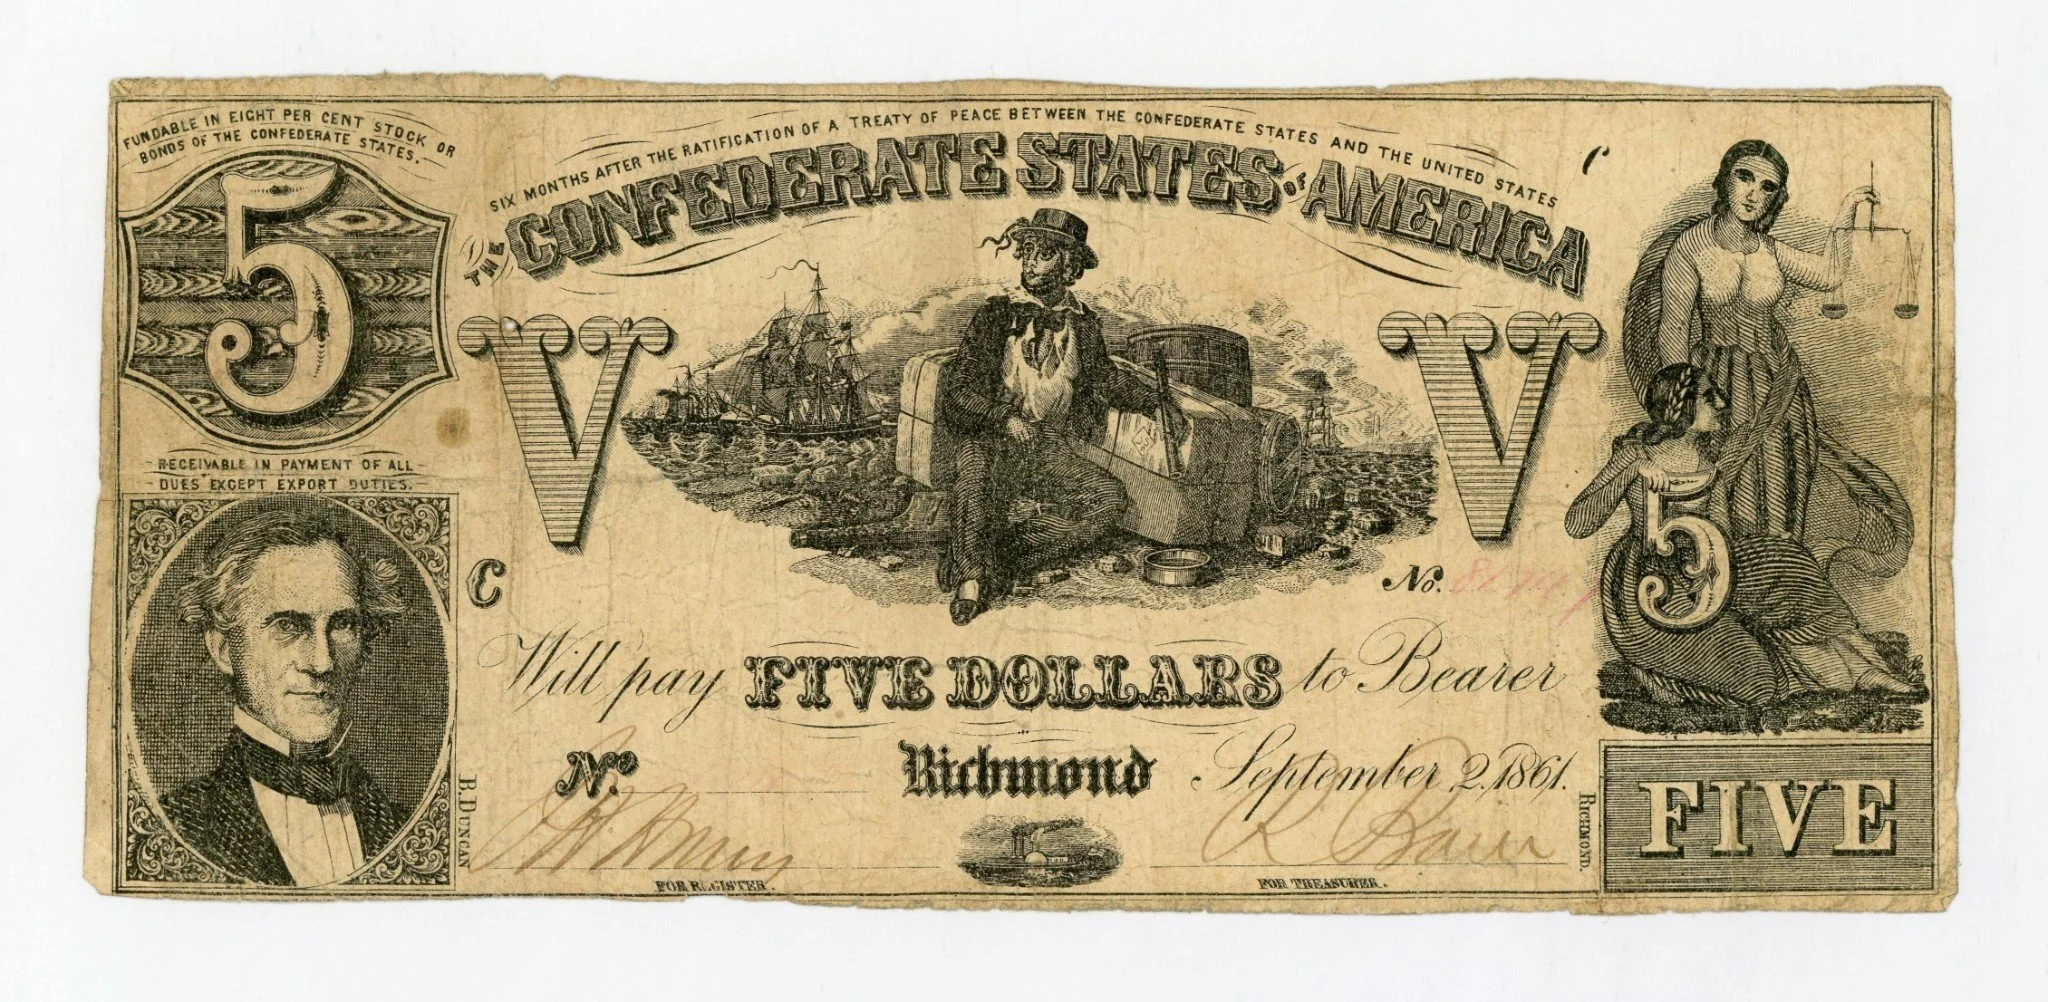 FUNDABLE IN EIGHT PER CENT STOCK OR
BONDS OF THE CONFEDERATE STATES.
5
RECEIVABLE IN PAYMENT OF ALL
DUES EXCEPT EXPORT DUTIES.
SIX MONTHS AFTER THE RATIFICATION OF A TREATY OF PEACE BETWEEN THE CONFEDERATE STATES AND THE UNITED STATES
THE CONFEDERATE STATES OF AMERICA
C
V V
C
No.
Will pay FIVE DOLLARS to Bearer
No. Richmond September 2, 1861.
FOR REGISTER.
FOR TREASURER.
B. DUNCAN
RICHMOND.
5
FIVE